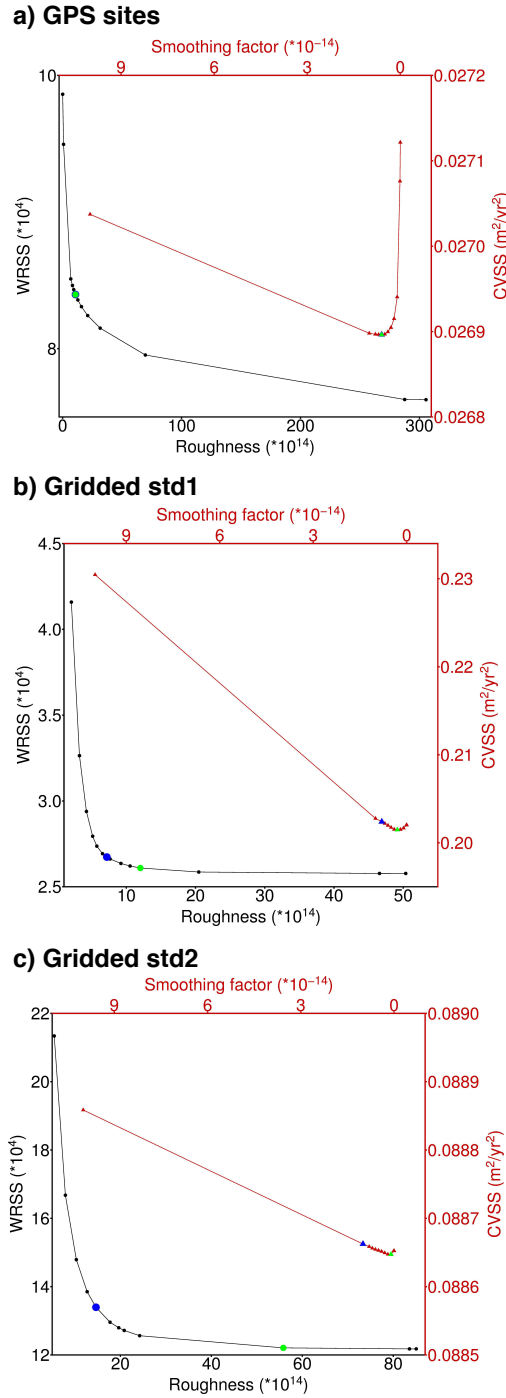 a) GPS sites
Smoothing factor (*10⁻¹⁴)
9 6 3 0
10
8
WRSS (*10⁴)
0.0272
0.0271
0.0270
0.0269
0.0268
CVSS (m²/yr²)
0 100 200 300
Roughness (*10¹⁴)
b) Gridded std1
Smoothing factor (*10⁻¹⁴)
9 6 3 0
4.5
4.0
3.5
3.0
2.5
WRSS (*10⁴)
0.23
0.22
0.21
0.20
CVSS (m²/yr²)
10 20 30 40 50
Roughness (*10¹⁴)
c) Gridded std2
Smoothing factor (*10⁻¹⁴)
9 6 3 0
22
20
18
16
14
12
WRSS (*10⁴)
0.0890
0.0889
0.0888
0.0887
0.0886
0.0885
CVSS (m²/yr²)
20 40 60 80
Roughness (*10¹⁴)